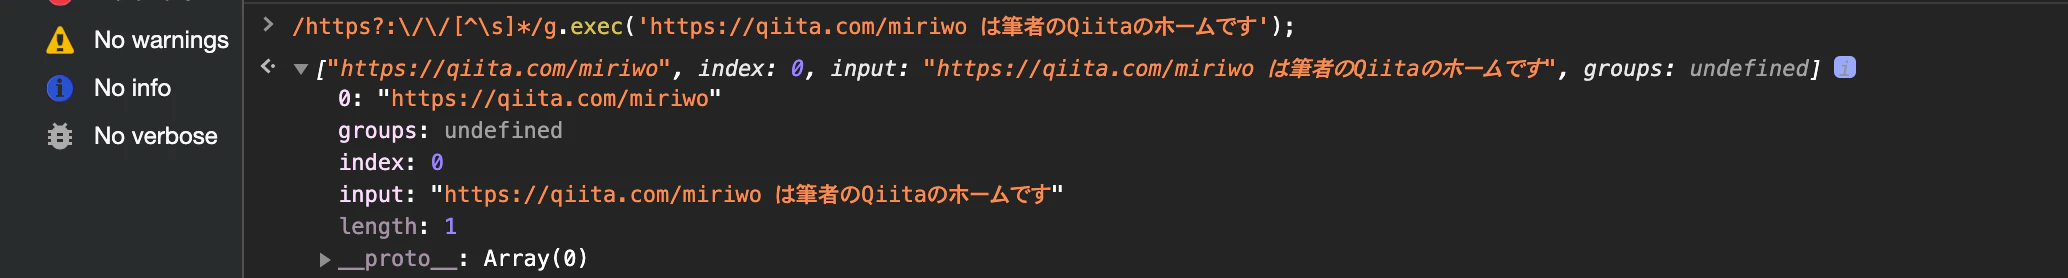 No warnings
No info
No verbose
> /https?:\/\/[^\s]*/g.exec('https://qiita.com/miriwo は筆者のQiitaのホームです');
["https://qiita.com/miriwo", index: 0, input: "https://qiita.com/miriwo は筆者のQiitaのホームです", groups: undefined] i
0: "https://qiita.com/miriwo"
groups: undefined
index: 0
input: "https://qiita.com/miriwo は筆者のQiitaのホームです"
length: 1
__proto__: Array(0)